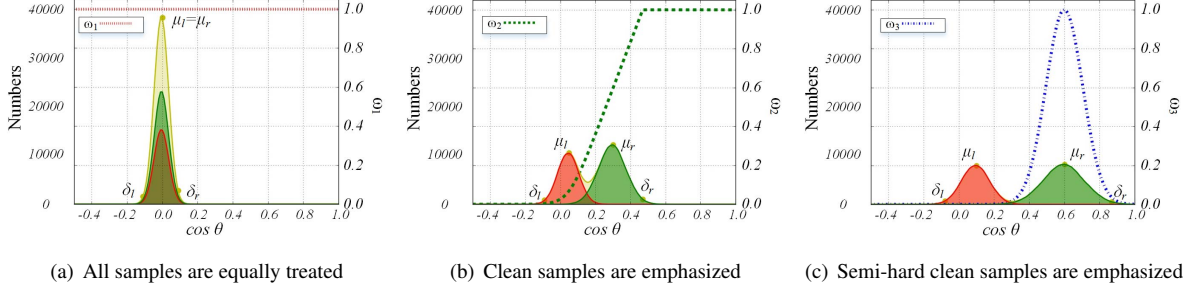 40000
30000
20000
10000
0
Numbers
ω1
μl=μr
δl
δr
1.0
0.8
0.6
0.4
0.2
0.0
ω1
-0.4 -0.2 0.0 0.2 0.4 0.6 0.8 1.0
cos θ
(a) All samples are equally treated
40000
30000
20000
10000
0
Numbers
ω2
μl
μr
δl
δr
1.0
0.8
0.6
0.4
0.2
0.0
ω2
-0.4 -0.2 0.0 0.2 0.4 0.6 0.8 1.0
cos θ
(b) Clean samples are emphasized
40000
30000
20000
10000
0
Numbers
ω3
μl
μr
δl
δr
1.0
0.8
0.6
0.4
0.2
0.0
ω3
-0.4 -0.2 0.0 0.2 0.4 0.6 0.8 1.0
cos θ
(c) Semi-hard clean samples are emphasized